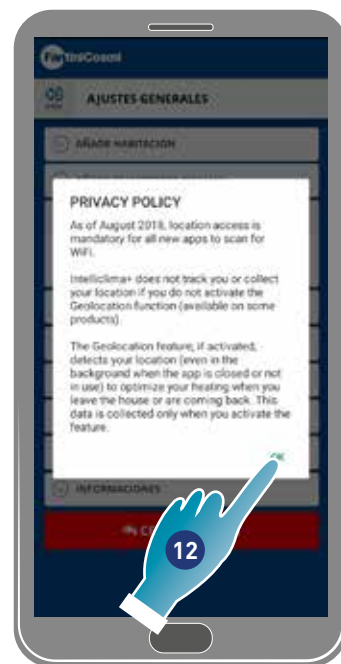 FantiniCosmi
AJUSTES GENERALES
AÑADIR HABITACIÓN
PRIVACY POLICY
As of August 2018, location access is
mandatory for all new apps to scan for
WiFi.
Intelliclima+ does not track you or collect
your location if you do not activate the
Geolocation function (available on some
products).
The Geolocation feature, if activated,
detects your location (even in the
background when the app is closed or not
in use) to optimize your heating when you
leave the house or are coming back. This
data is collected only when you activate the
feature.
OK
INFORMACIONES
12